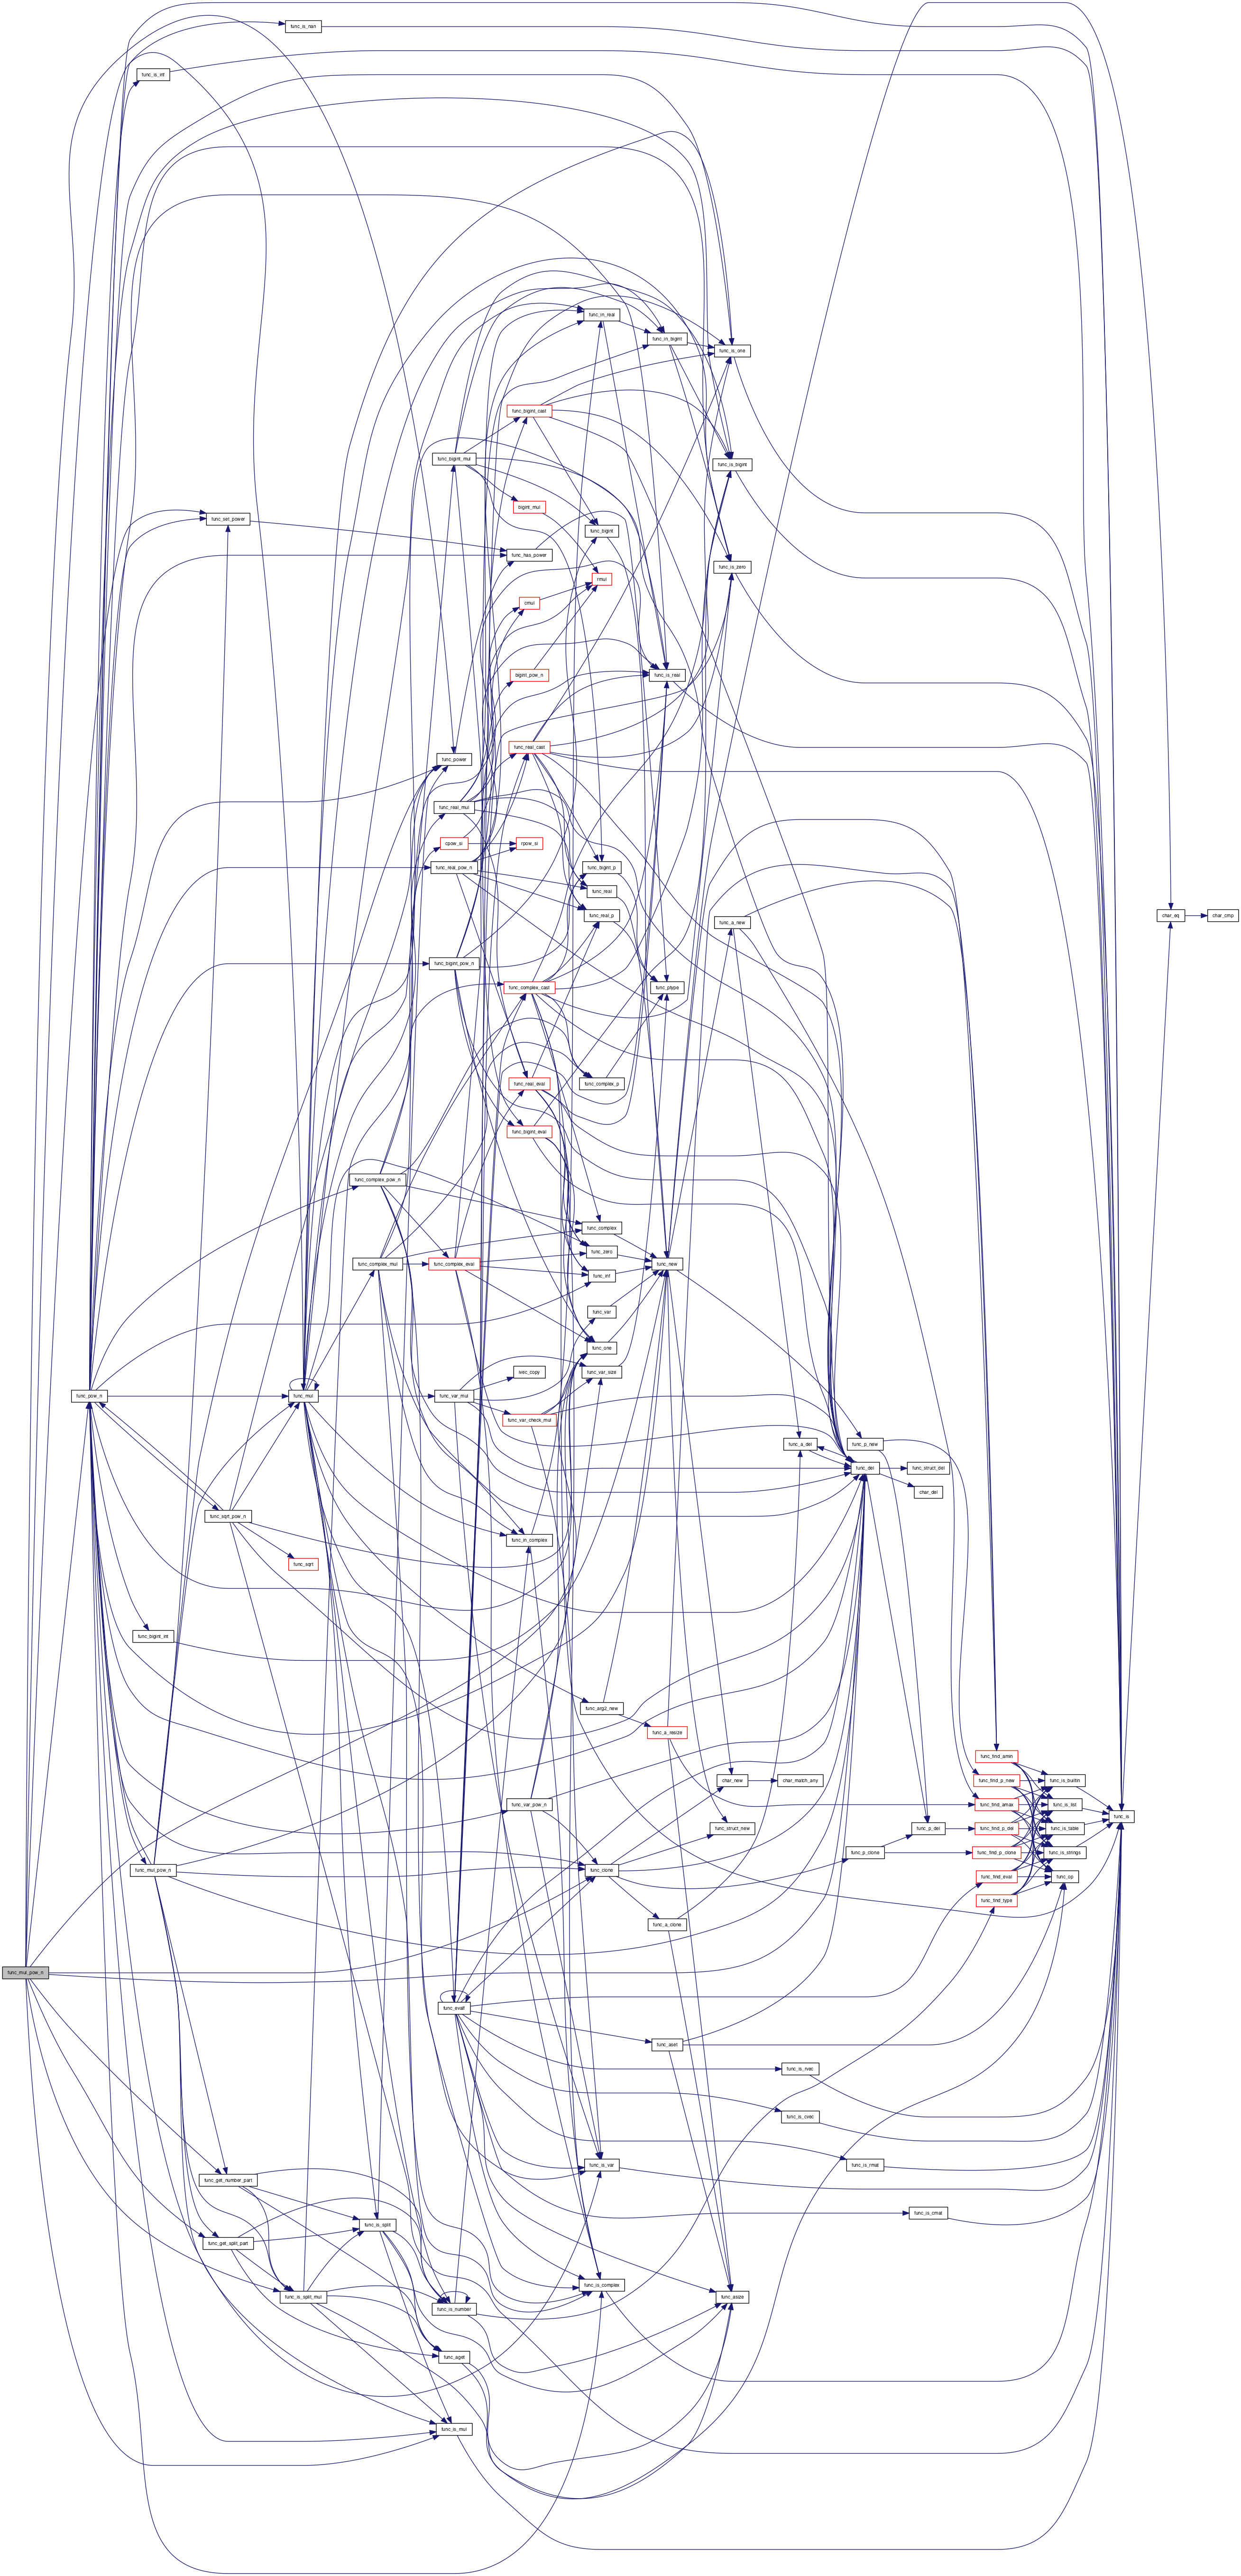 func_is_nan
func_is_inf
func_in_real
func_in_bigint
func_is_one
func_bigint_cast
func_bigint_mul
func_is_bigint
bigint_mul
func_set_power
func_bigint
func_has_power
func_is_zero
rmul
cmul
bigint_pow_n
func_is_real
func_real_cast
func_power
func_real_mul
cpow_si
rpow_si
func_real_pow_n
func_bigint_p
func_real
func_real_p
func_a_new
char_eq
char_cmp
func_bigint_pow_n
func_complex_cast
func_ptype
func_real_eval
func_complex_p
func_bigint_eval
func_complex_pow_n
func_complex
func_zero
func_complex_mul
func_complex_eval
func_new
func_inf
func_var
func_one
func_var_size
ivec_copy
func_pow_n
func_mul
func_var_mul
func_var_check_mul
func_a_del
func_p_new
func_del
func_struct_del
char_del
func_sqrt_pow_n
func_in_complex
func_sqrt
func_bigint_int
func_arg2_new
func_a_resize
func_find_amin
char_new
char_match_any
func_find_p_new
func_is_builtin
func_var_pow_n
func_find_amax
func_is_list
func_is
func_struct_new
func_p_del
func_find_p_del
func_is_table
func_p_clone
func_find_p_clone
func_is_strings
func_mul_pow_n
func_clone
func_find_eval
func_op
func_find_type
func_a_clone
func_mul_pow_n
func_eval
func_aset
func_is_rvec
func_is_cvec
func_is_rmat
func_is_var
func_get_number_part
func_is_cmat
func_is_split
func_get_split_part
func_is_complex
func_is_split_mul
func_asize
func_is_number
func_aget
func_is_mul